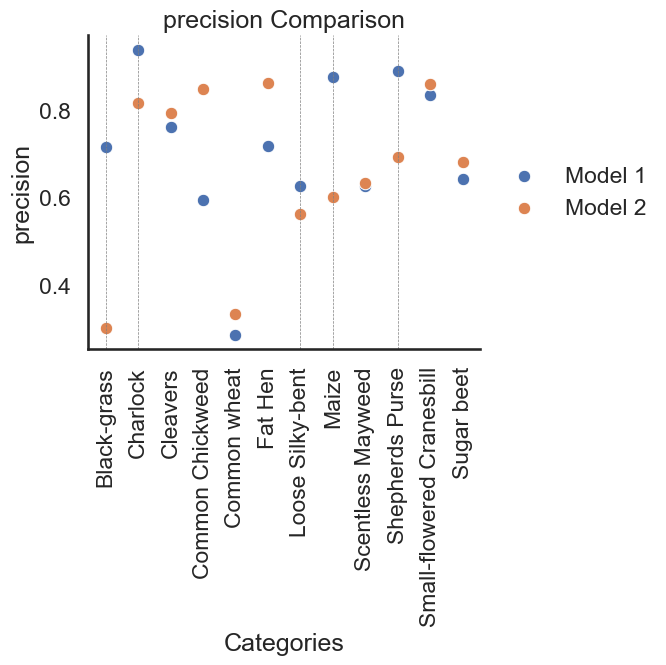 precision Comparison
precision
0.8
0.6
0.4
Model 1
Model 2
Black-grass
Charlock
Cleavers
Common Chickweed
Common wheat
Fat Hen
Loose Silky-bent
Maize
Scentless Mayweed
Shepherds Purse
Small-flowered Cranesbill
Sugar beet
Categories